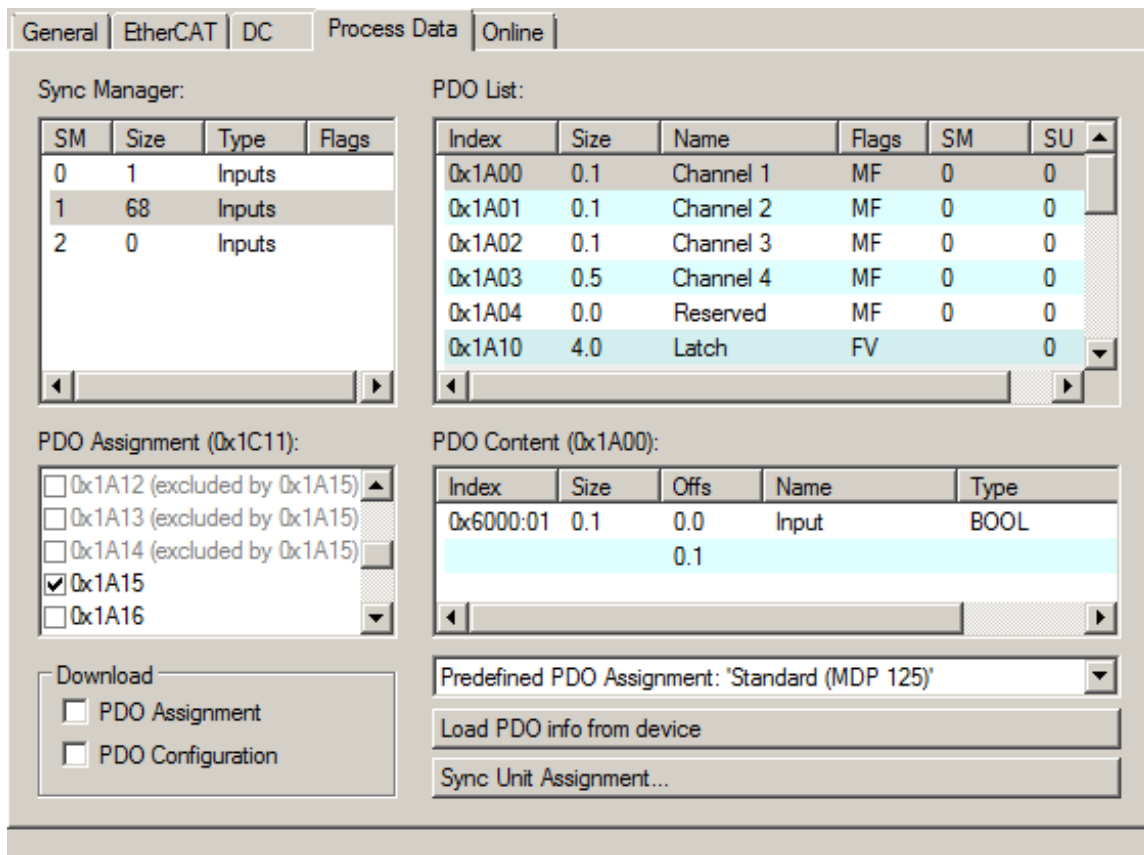 General EtherCAT DC Process Data Online
Sync Manager:
SM Size Type Flags
0 1 Inputs
1 68 Inputs
2 0 Inputs
PDO List:
Index Size Name Flags SM SU
0x1A00 0.1 Channel 1 MF 0 0
0x1A01 0.1 Channel 2 MF 0 0
0x1A02 0.1 Channel 3 MF 0 0
0x1A03 0.5 Channel 4 MF 0 0
0x1A04 0.0 Reserved MF 0 0
0x1A10 4.0 Latch FV 0
PDO Assignment (0x1C11):
0x1A12 (excluded by 0x1A15)
0x1A13 (excluded by 0x1A15)
0x1A14 (excluded by 0x1A15)
0x1A15
0x1A16
PDO Content (0x1A00):
Index Size Offs Name Type
0x6000:01 0.1 0.0 Input BOOL
0.1
Download
PDO Assignment
PDO Configuration
Predefined PDO Assignment: 'Standard (MDP 125)'
Load PDO info from device
Sync Unit Assignment...